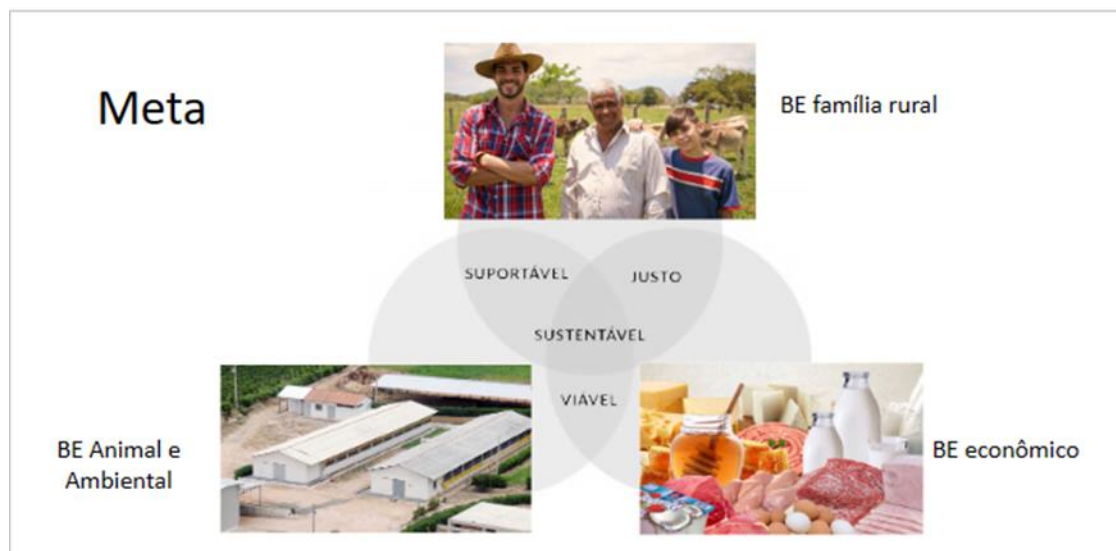 Meta
BE família rural
SUPORTÁVEL
JUSTO
SUSTENTÁVEL
VIÁVEL
BE Animal e
Ambiental
BE econômico